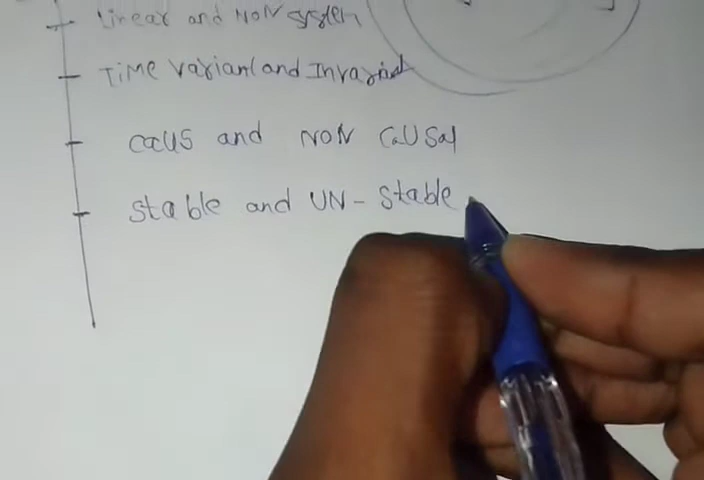 Linear and NON system
Time variant and Invariant
caus and NON Causal
Stable and UN-Stable